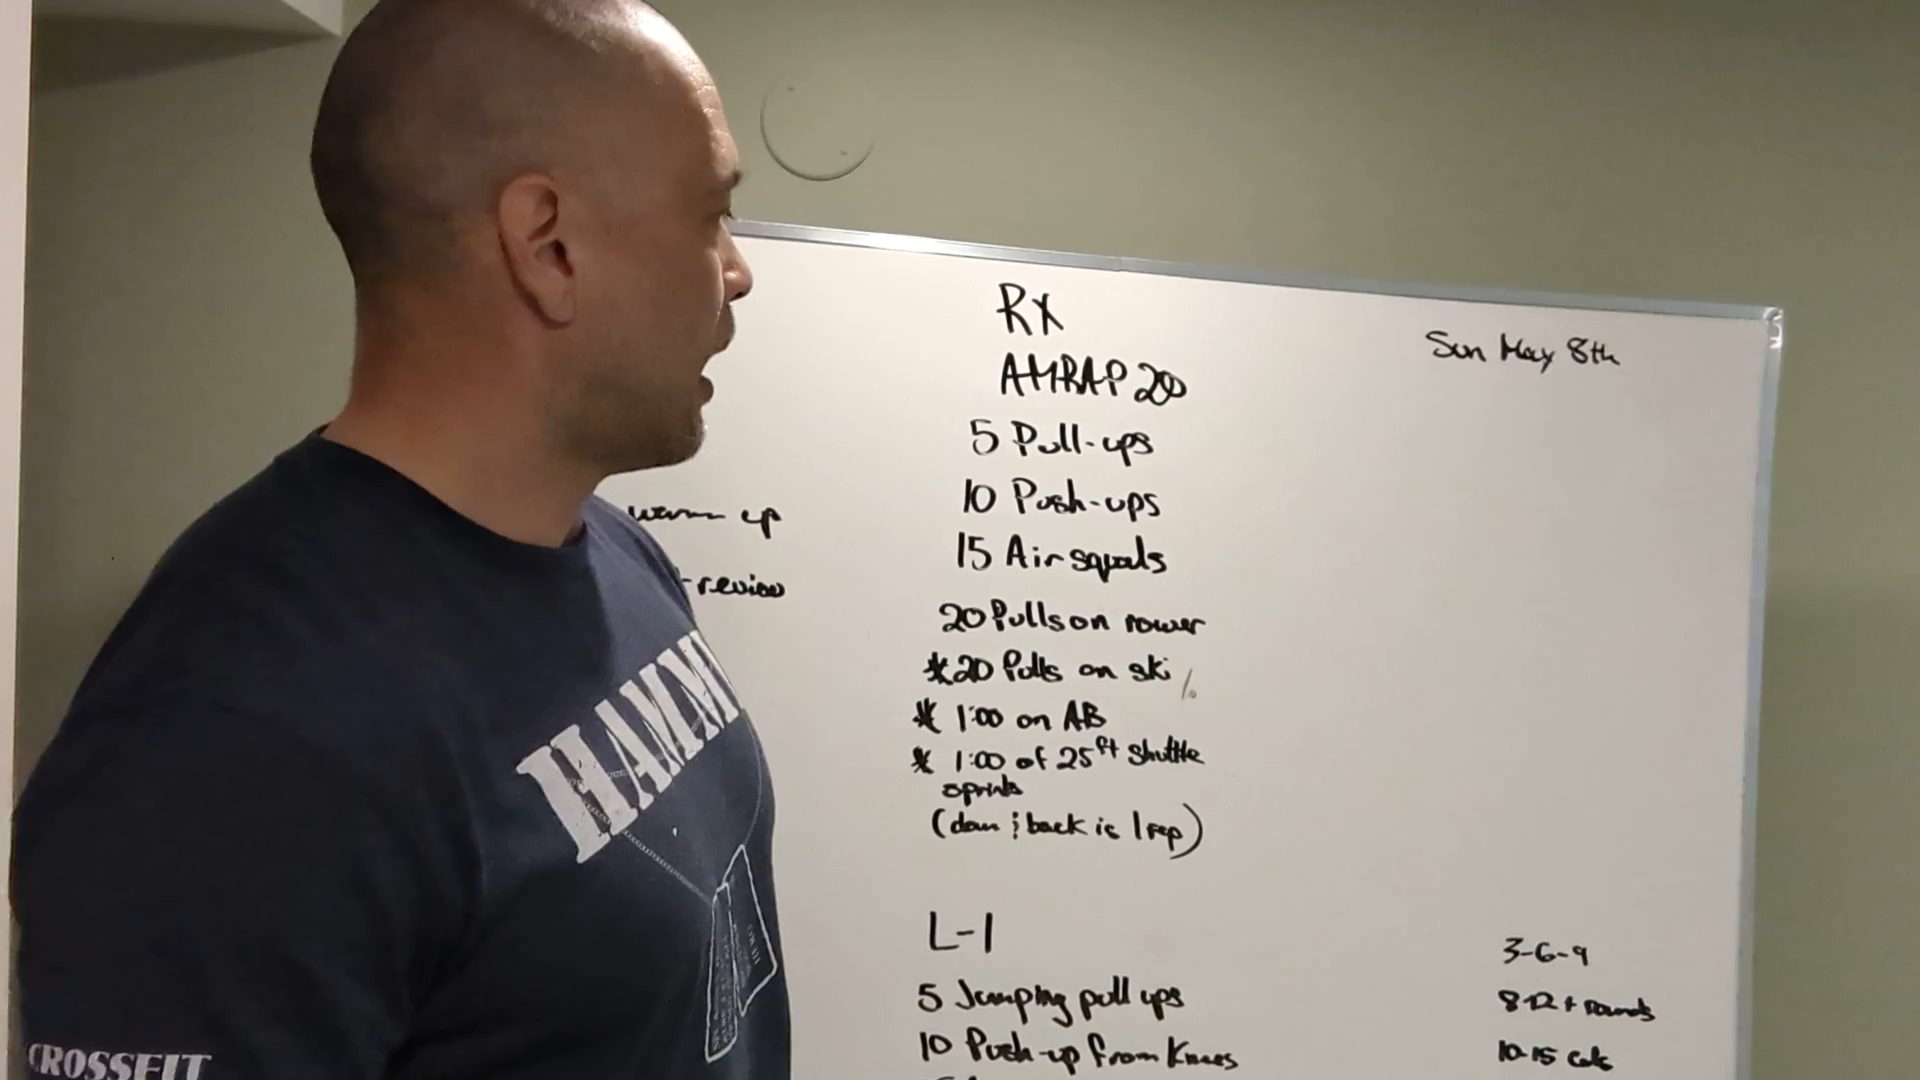 Rx
AMRAP 20
Sun May 8th
5 Pull-ups
10 Push-ups
15 Air squats
20 Pulls on rower
*20 Pulls on ski
* 1:00 on AB
* 1:00 of 25ft Shuttle
sprints
(down & back is 1 rep)
warm up
review
L-1
5 Jumping pull ups
10 Push-up from Knees
3-6-9
8-12 + rounds
10-15 cals
HAMM
CROSSFIT